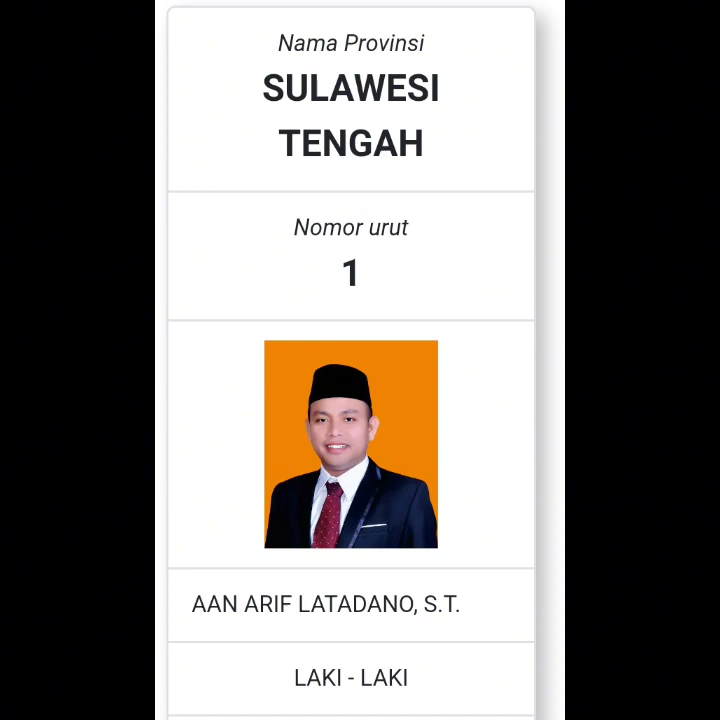 Nama Provinsi
SULAWESI
TENGAH
Nomor urut
1
AAN ARIF LATADANO, S.T.
LAKI - LAKI